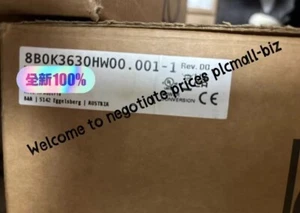 8B0K3630HW00.001-1 Rev. D0
全新100%
B&R | 5142 Eggelsberg | AUSTRIA
CE
Welcome to negotiate prices plcmall-biz